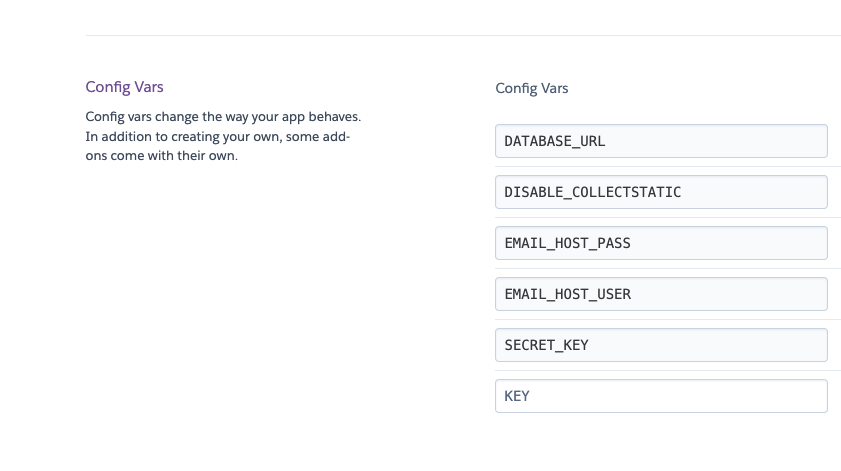 Config Vars
Config vars change the way your app behaves.
In addition to creating your own, some add-
ons come with their own.
Config Vars
DATABASE_URL
DISABLE_COLLECTSTATIC
EMAIL_HOST_PASS
EMAIL_HOST_USER
SECRET_KEY
KEY